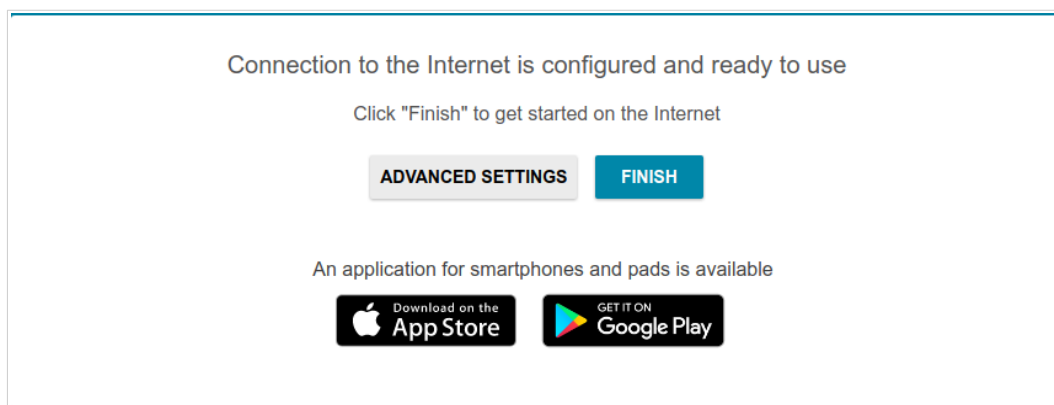 Connection to the Internet is configured and ready to use
Click "Finish" to get started on the Internet
ADVANCED SETTINGS
FINISH
An application for smartphones and pads is available
Download on the
App Store
GET IT ON
Google Play